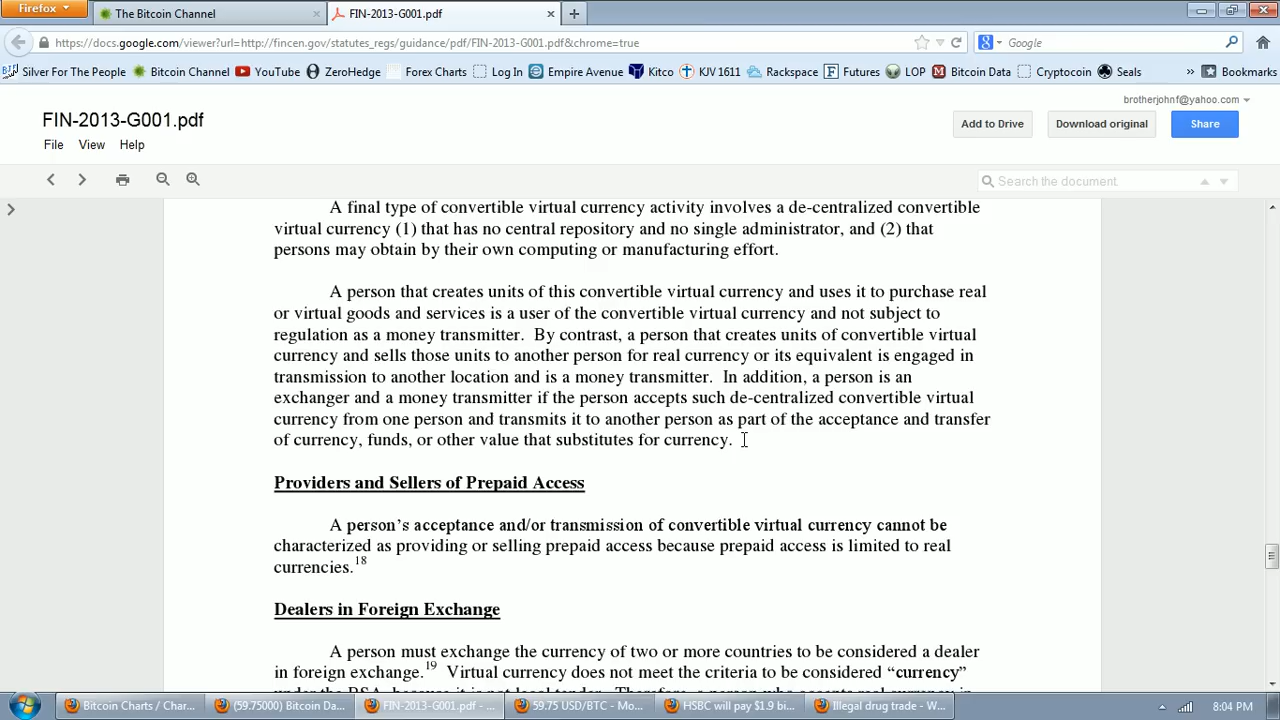 Firefox
The Bitcoin Channel
FIN-2013-G001.pdf
https://docs.google.com/viewer?url=http://fincen.gov/statutes_regs/guidance/pdf/FIN-2013-G001.pdf&chrome=true
Google
Silver For The People Bitcoin Channel YouTube ZeroHedge Forex Charts Log In Empire Avenue Kitco KJV 1611 Rackspace Futures LOP Bitcoin Data Cryptocoin Seals » Bookmarks
brotherjohnf@yahoo.com
FIN-2013-G001.pdf
Add to Drive Download original Share
File View Help
Search the document
A final type of convertible virtual currency activity involves a de-centralized convertible
virtual currency (1) that has no central repository and no single administrator, and (2) that
persons may obtain by their own computing or manufacturing effort.
A person that creates units of this convertible virtual currency and uses it to purchase real
or virtual goods and services is a user of the convertible virtual currency and not subject to
regulation as a money transmitter. By contrast, a person that creates units of convertible virtual
currency and sells those units to another person for real currency or its equivalent is engaged in
transmission to another location and is a money transmitter. In addition, a person is an
exchanger and a money transmitter if the person accepts such de-centralized convertible virtual
currency from one person and transmits it to another person as part of the acceptance and transfer
of currency, funds, or other value that substitutes for currency.
Providers and Sellers of Prepaid Access
A person's acceptance and/or transmission of convertible virtual currency cannot be
characterized as providing or selling prepaid access because prepaid access is limited to real
currencies.18
Dealers in Foreign Exchange
A person must exchange the currency of two or more countries to be considered a dealer
in foreign exchange.19 Virtual currency does not meet the criteria to be considered "currency"
under the BSA, because it is not legal tender. Therefore, a person who accepts real currency in
Bitcoin Charts / Char... (59.75000) Bitcoin Da... FIN-2013-G001.pdf - ... 59.75 USD/BTC - Mo... HSBC will pay $1.9 bi... Illegal drug trade - W... 8:04 PM